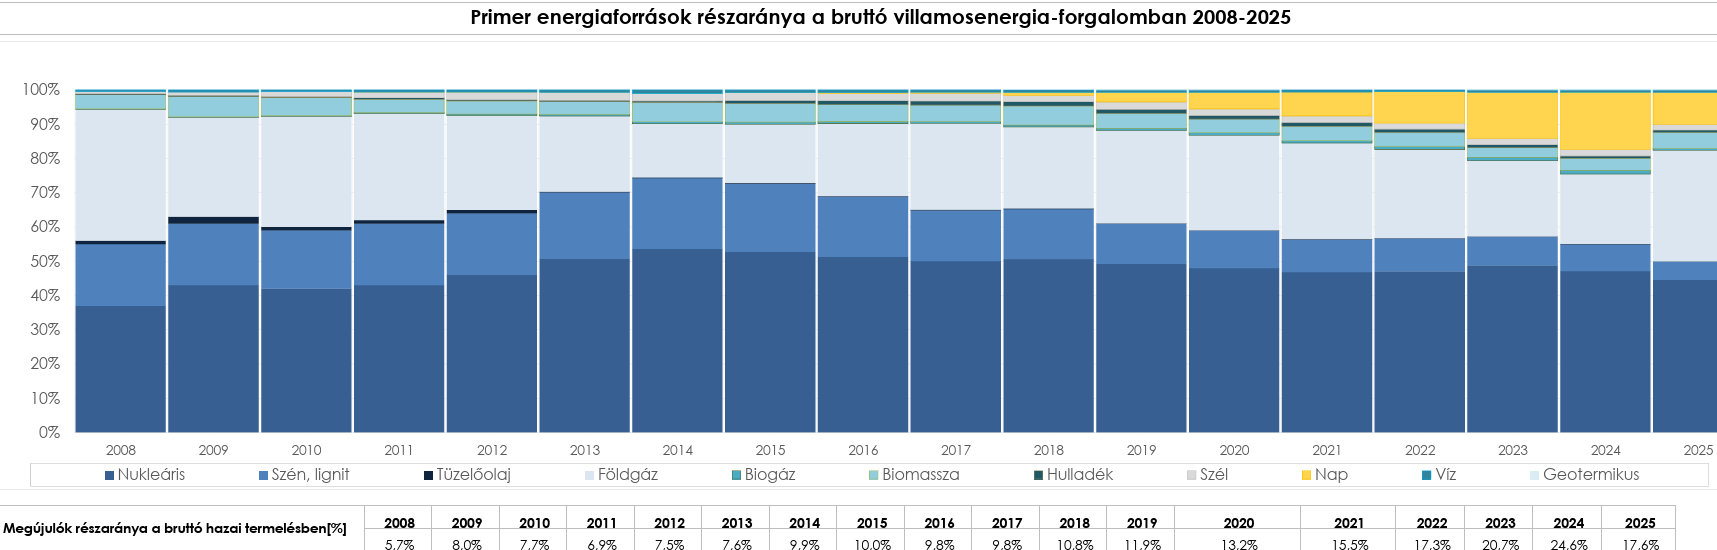 Primer energiaforrások részaránya a bruttó villamosenergia-forgalomban 2008-2025
100%
90%
80%
70%
60%
50%
40%
30%
20%
10%
0%
2008 2009 2010 2011 2012 2013 2014 2015 2016 2017 2018 2019 2020 2021 2022 2023 2024 2025
Nukleáris Szén, lignit Tüzelőolaj Földgáz Biogáz Biomassza Hulladék Szél Nap Víz Geotermikus
Megújulók részaránya a bruttó hazai termelésben[%]
2008 2009 2010 2011 2012 2013 2014 2015 2016 2017 2018 2019 2020 2021 2022 2023 2024 2025
5,7% 8,0% 7,7% 6,9% 7,5% 7,6% 9,9% 10,0% 9,8% 9,8% 10,8% 11,9% 13,2% 15,5% 17,3% 20,7% 24,6% 17,6%